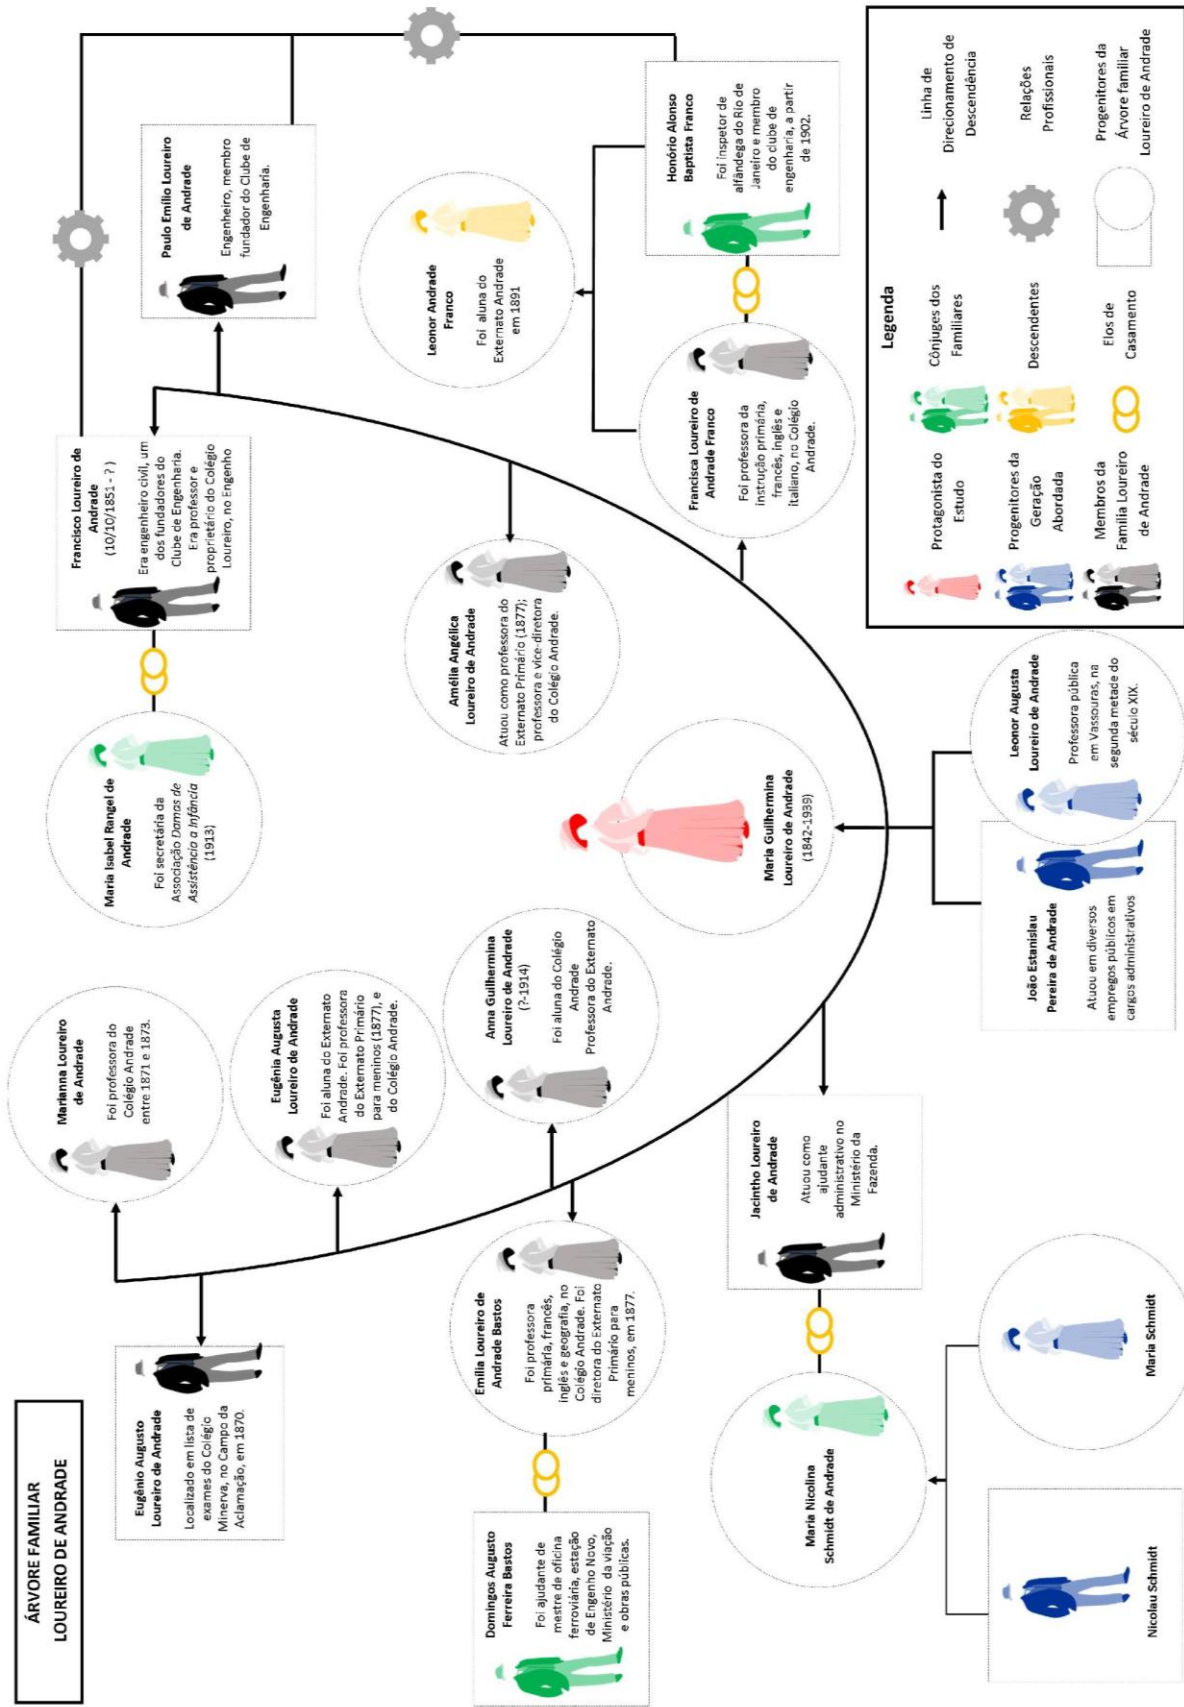 ÁRVORE FAMILIAR
LOUREIRO DE ANDRADE
Eugênio Augusto
Loureiro de Andrade
Localizado em lista de
exames do Colégio
Minerva, no Campo da
Aclamação, em 1870.
Marianna Loureiro
de Andrade
Foi professora do
Colégio Andrade
entre 1871 e 1873.
Eugênia Augusta
Loureiro de Andrade
Foi aluna do Externato
Andrade. Foi professora
do Externato Primário
para meninos (1877), e
do Colégio Andrade.
Maria Isabel Rangel de
Andrade
Foi secretária da
Associação Damas de
Assistência a Infância
(1913)
Francisco Loureiro de
Andrade
(10/10/1851 - ? )
Era engenheiro civil, um
dos fundadores do
Clube de Engenharia.
Era professor e
proprietário do Colégio
Loureiro, no Engenho
Paulo Emílio Loureiro
de Andrade
Engenheiro, membro
fundador do Clube de
Engenharia.
Domingos Augusto
Ferreira Bastos
Foi ajudante de
mestre de oficina
ferroviária, estação
de Engenho Novo,
Ministério da viação
e obras públicas.
Emília Loureiro de
Andrade Bastos
Foi professora
primária, francês,
inglês e geografia, no
Colégio Andrade. Foi
diretora do Externato
Primário para
meninos, em 1877.
Anna Guilhermina
Loureiro de Andrade
(?-1914)
Foi aluna do Colégio
Andrade
Professora do Externato
Andrade.
Maria Guilhermina
Loureiro de Andrade
(1842-1939)
Amélia Angélica
Loureiro de Andrade
Atuou como professora do
Externato Primário (1877);
professora e vice-diretora
do Colégio Andrade.
Leonor Andrade
Franco
Foi aluna do
Externato Andrade
em 1891
Francisca Loureiro de
Andrade Franco
Foi professora da
instrução primária,
francês, inglês e
italiano, no Colégio
Andrade.
Honório Alonso
Baptista Franco
Foi inspetor de
alfândega do Rio de
Janeiro e membro
do clube de
engenharia, a partir
de 1902.
Maria Nicolina
Schmidt de Andrade
Jacintho Loureiro
de Andrade
Atuou como
ajudante
administrativo no
Ministério da
Fazenda.
Nicolau Schmidt
Maria Schmidt
João Estanislau
Pereira de Andrade
Atuou em diversos
empregos públicos em
cargos administrativos
Leonor Augusta
Loureiro de Andrade
Professora pública
em Vassouras, na
segunda metade do
século XIX.
Legenda
Protagonista do
Estudo
Cônjuges dos
Familiares
Linha de
Direcionamento de
Descendência
Progenitores da
Geração
Abordada
Descendentes
Relações
Profissionais
Membros da
Família Loureiro
de Andrade
Elos de
Casamento
Progenitores da
Árvore familiar
Loureiro de Andrade